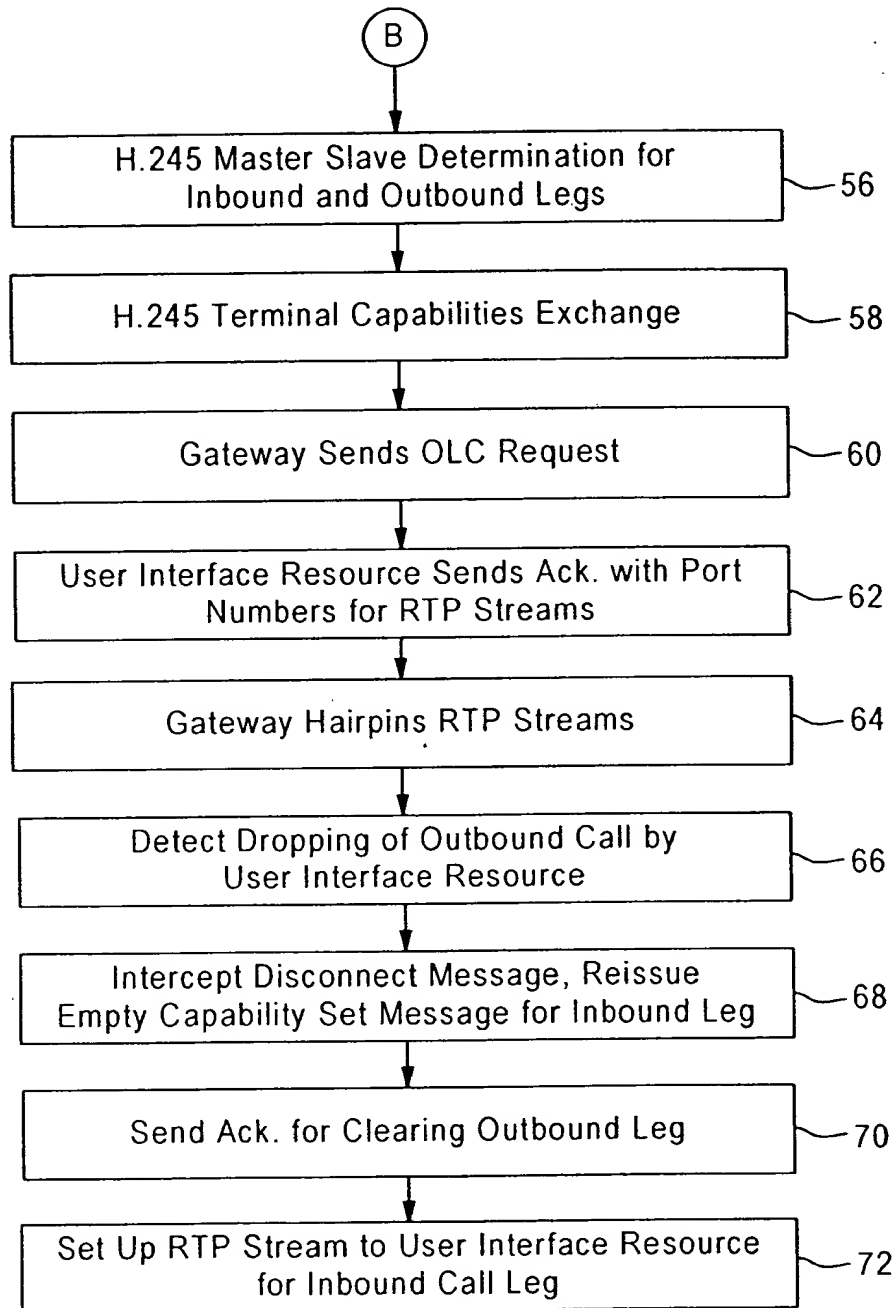 B
H.245 Master Slave Determination for
Inbound and Outbound Legs
56
H.245 Terminal Capabilities Exchange
58
Gateway Sends OLC Request
60
User Interface Resource Sends Ack. with Port
Numbers for RTP Streams
62
Gateway Hairpins RTP Streams
64
Detect Dropping of Outbound Call by
User Interface Resource
66
Intercept Disconnect Message, Reissue
Empty Capability Set Message for Inbound Leg
68
Send Ack. for Clearing Outbound Leg
70
Set Up RTP Stream to User Interface Resource
for Inbound Call Leg
72